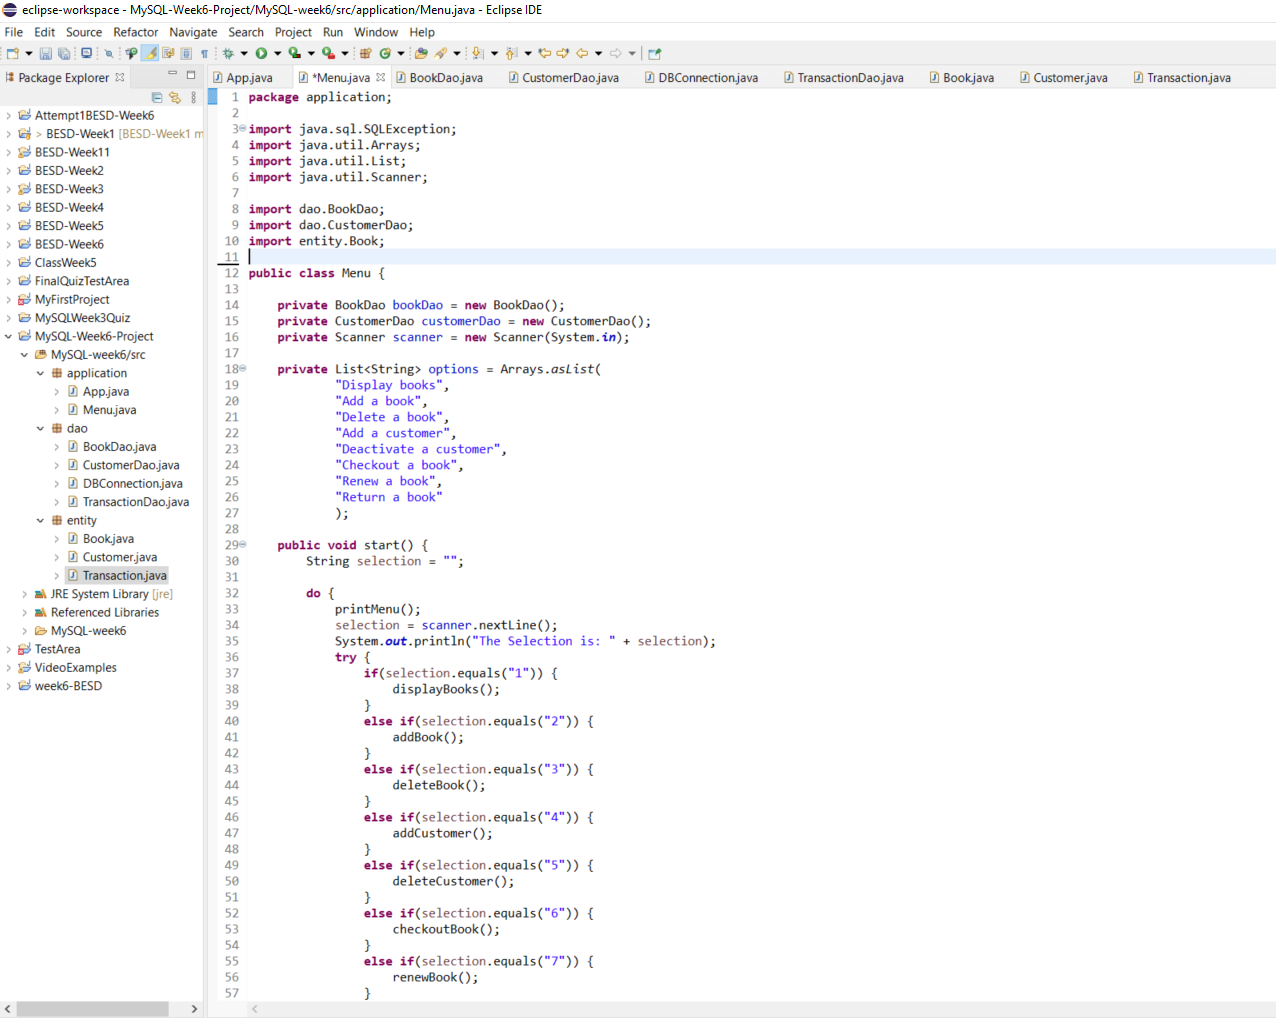 eclipse-workspace - MySQL-Week6-Project/MySQL-week6/src/application/Menu.java - Eclipse IDE
File Edit Source Refactor Navigate Search Project Run Window Help
Package Explorer
App.java *Menu.java BookDao.java CustomerDao.java DBConnection.java TransactionDao.java Book.java Customer.java Transaction.java
Attempt1BESD-Week6
> BESD-Week1 [BESD-Week1 m
BESD-Week11
BESD-Week2
BESD-Week3
BESD-Week4
BESD-Week5
BESD-Week6
ClassWeek5
FinalQuizTestArea
MyFirstProject
MySQLWeek3Quiz
MySQL-Week6-Project
MySQL-week6/src
application
App.java
Menu.java
dao
BookDao.java
CustomerDao.java
DBConnection.java
TransactionDao.java
entity
Book.java
Customer.java
Transaction.java
JRE System Library [jre]
Referenced Libraries
MySQL-week6
TestArea
VideoExamples
week6-BESD
1 package application;
2
3 import java.sql.SQLException;
4 import java.util.Arrays;
5 import java.util.List;
6 import java.util.Scanner;
7
8 import dao.BookDao;
9 import dao.CustomerDao;
10 import entity.Book;
11
12 public class Menu {
13
14 private BookDao bookDao = new BookDao();
15 private CustomerDao customerDao = new CustomerDao();
16 private Scanner scanner = new Scanner(System.in);
17
18 private List<String> options = Arrays.asList(
19 "Display books",
20 "Add a book",
21 "Delete a book",
22 "Add a customer",
23 "Deactivate a customer",
24 "Checkout a book",
25 "Renew a book",
26 "Return a book"
27 );
28
29 public void start() {
30 String selection = "";
31
32 do {
33 printMenu();
34 selection = scanner.nextLine();
35 System.out.println("The Selection is: " + selection);
36 try {
37 if(selection.equals("1")) {
38 displayBooks();
39 }
40 else if(selection.equals("2")) {
41 addBook();
42 }
43 else if(selection.equals("3")) {
44 deleteBook();
45 }
46 else if(selection.equals("4")) {
47 addCustomer();
48 }
49 else if(selection.equals("5")) {
50 deleteCustomer();
51 }
52 else if(selection.equals("6")) {
53 checkoutBook();
54 }
55 else if(selection.equals("7")) {
56 renewBook();
57 }